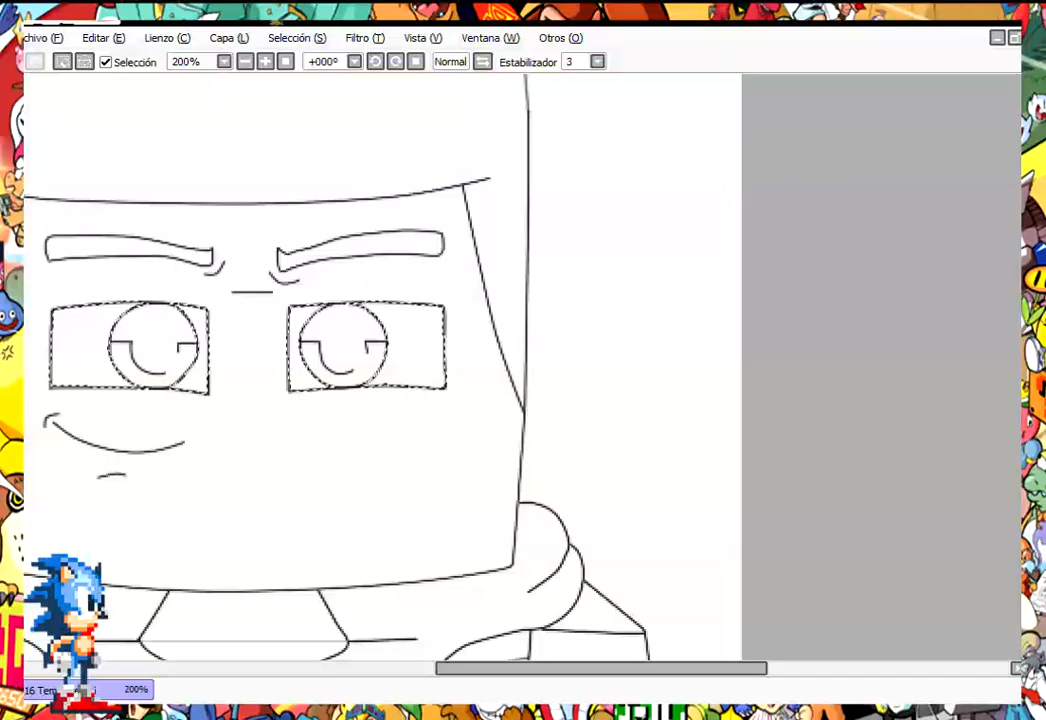 chivo (F) Editar (E) Lienzo (C) Capa (L) Selección (S) Filtro (T) Vista (V) Ventana (W) Otros (O)
Selección 200% +000° Normal Estabilizador 3
16 Tem 200%